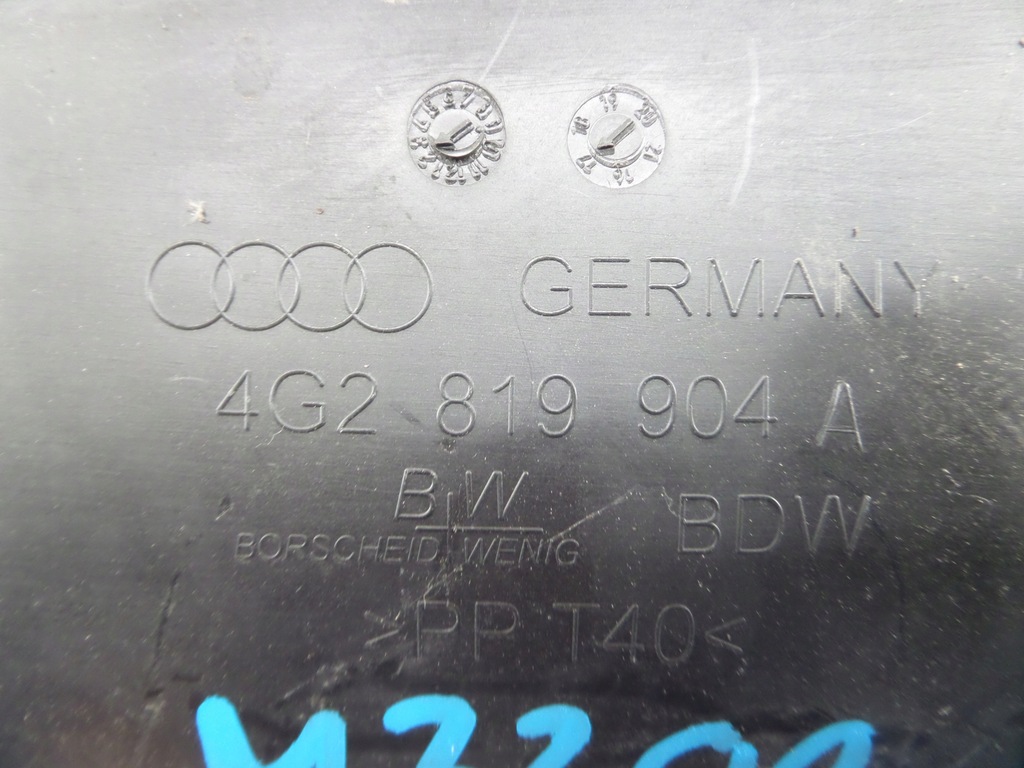 GERMANY
4G2 819 904 A
BW BDW
BORSCHEID WENIG
>PP T40<